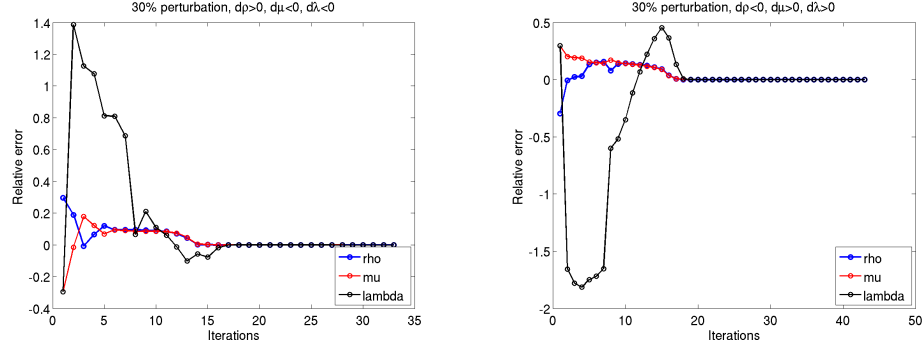 30% perturbation, dρ>0, dμ<0, dλ<0
1.4
1.2
1
0.8
0.6
0.4
0.2
0
-0.2
-0.4
Relative error
0 5 10 15 20 25 30 35
Iterations
rho
mu
lambda
30% perturbation, dρ<0, dμ>0, dλ>0
0.5
0
-0.5
-1
-1.5
-2
Relative error
0 10 20 30 40 50
Iterations
rho
mu
lambda